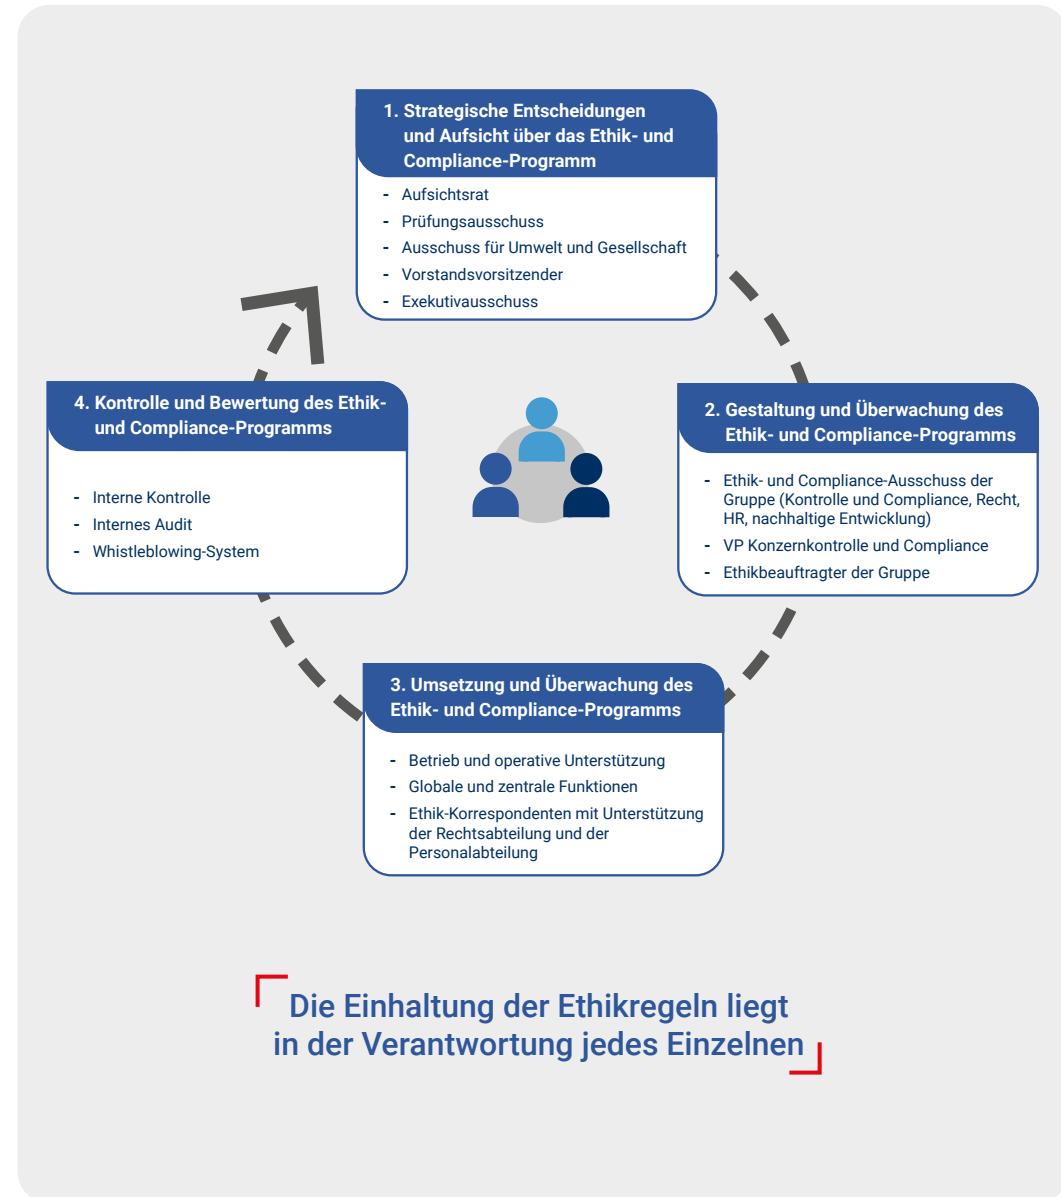 1. Strategische Entscheidungen
und Aufsicht über das Ethik- und
Compliance-Programm
- Aufsichtsrat
- Prüfungsausschuss
- Ausschuss für Umwelt und Gesellschaft
- Vorstandsvorsitzender
- Exekutivausschuss
2. Gestaltung und Überwachung des
Ethik- und Compliance-Programms
- Ethik- und Compliance-Ausschuss der
Gruppe (Kontrolle und Compliance, Recht,
HR, nachhaltige Entwicklung)
- VP Konzernkontrolle und Compliance
- Ethikbeauftragter der Gruppe
3. Umsetzung und Überwachung des
Ethik- und Compliance-Programms
- Betrieb und operative Unterstützung
- Globale und zentrale Funktionen
- Ethik-Korrespondenten mit Unterstützung
der Rechtsabteilung und der
Personalabteilung
4. Kontrolle und Bewertung des Ethik-
und Compliance-Programms
- Interne Kontrolle
- Internes Audit
- Whistleblowing-System
Die Einhaltung der Ethikregeln liegt
in der Verantwortung jedes Einzelnen